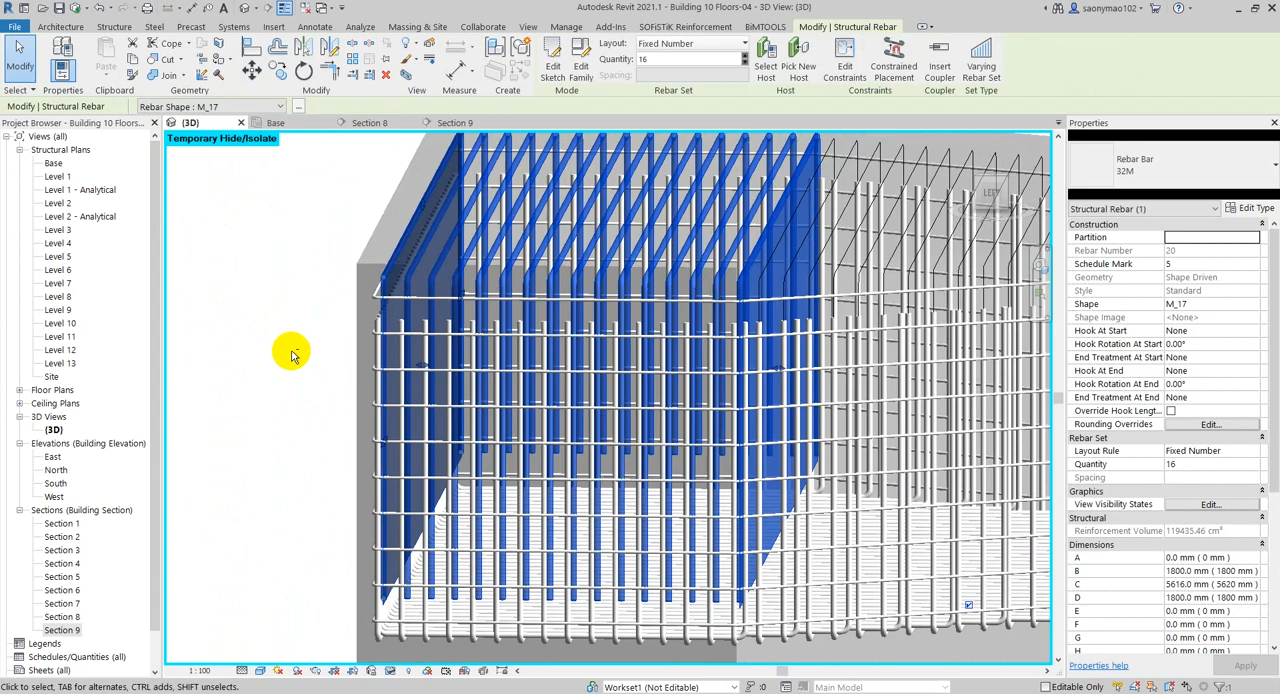 Autodesk Revit 2021.1 - Building 10 Floors-04 - 3D View: (3D)
saonymao102
File
Architecture
Structure
Steel
Precast
Systems
Insert
Annotate
Analyze
Massing & Site
Collaborate
View
Manage
Add-Ins
SOFiSTiK Reinforcement
BIMTOOLS
Modify | Structural Rebar
Modify
Paste
Cope
Cut
Join
Edit Sketch
Edit Family
Layout: Fixed Number
Quantity: 16
Spacing:
Select Host
Pick New Host
Edit Constraints
Constrained Placement
Insert Coupler
Varying Rebar Set
Select
Properties
Clipboard
Geometry
Modify
View
Measure
Create
Mode
Rebar Set
Host
Constraints
Coupler
Set Type
Modify | Structural Rebar
Rebar Shape : M_17
...
Project Browser - Building 10 Floors...
(3D)
Base
Section 8
Section 9
Properties
Temporary Hide/Isolate
LEFT
Views (all)
Structural Plans
Base
Level 1
Level 1 - Analytical
Level 2
Level 2 - Analytical
Level 3
Level 4
Level 5
Level 6
Level 7
Level 8
Level 9
Level 10
Level 11
Level 12
Level 13
Site
Floor Plans
Ceiling Plans
3D Views
(3D)
Elevations (Building Elevation)
East
North
South
West
Sections (Building Section)
Section 1
Section 2
Section 3
Section 4
Section 5
Section 6
Section 7
Section 8
Section 9
Legends
Schedules/Quantities (all)
Sheets (all)
Rebar Bar
32M
Structural Rebar (1)
Edit Type
Construction
Partition
Rebar Number 20
Schedule Mark 5
Geometry Shape Driven
Style Standard
Shape M_17
Shape Image <None>
Hook At Start None
Hook Rotation At Start 0.00°
End Treatment At Start None
Hook At End None
Hook Rotation At End 0.00°
End Treatment At End None
Override Hook Lengt...
Rounding Overrides Edit...
Rebar Set
Layout Rule Fixed Number
Quantity 16
Spacing
Graphics
View Visibility States Edit...
Structural
Reinforcement Volume 119435.46 cm³
Dimensions
A 0.0 mm ( 0 mm )
B 1800.0 mm ( 1800 mm )
C 5616.0 mm ( 5620 mm )
D 1800.0 mm ( 1800 mm )
E 0.0 mm ( 0 mm )
F 0.0 mm ( 0 mm )
G 0.0 mm ( 0 mm )
H 0.0 mm ( 0 mm )
Properties help
Apply
1 : 100
Click to select, TAB for alternates, CTRL adds, SHIFT unselects.
Workset1 (Not Editable)
:0
Main Model
Editable Only
:1